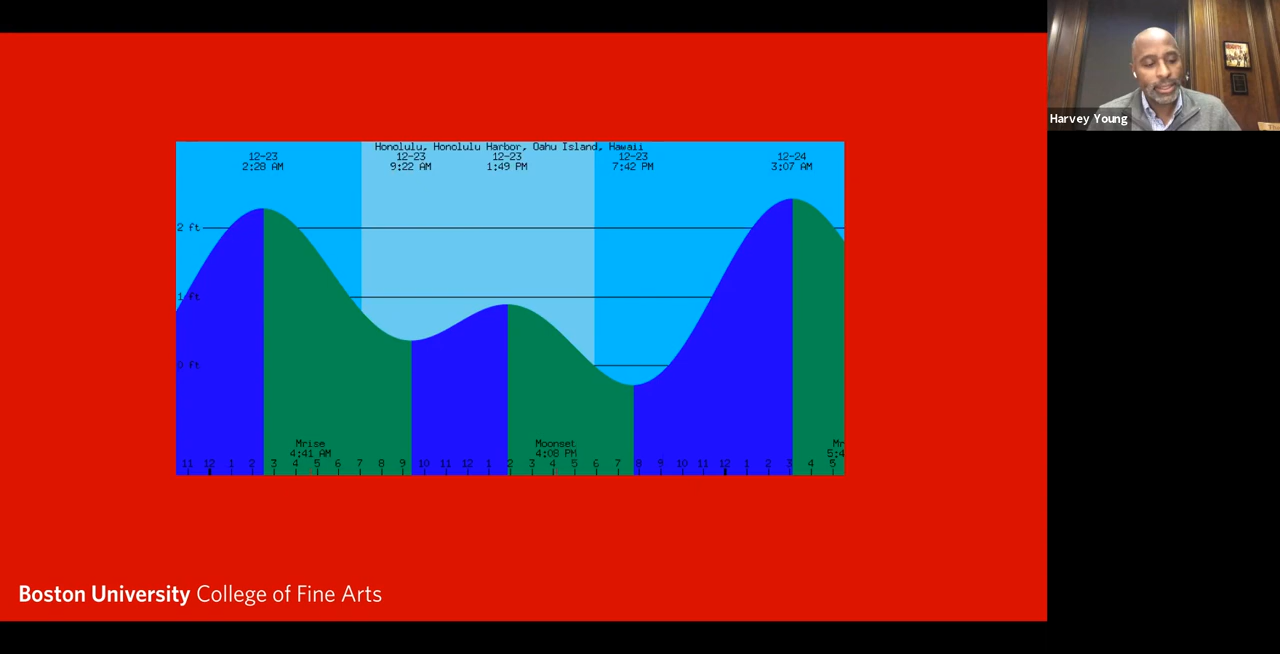 Honolulu, Honolulu Harbor, Oahu Island, Hawaii
12-23 12-23 12-23 12-23 12-24
2:28 AM 9:22 AM 1:49 PM 7:42 PM 3:07 AM
2 ft
1 ft
0 ft
Mrise Moonset Mr
4:41 AM 4:08 PM 5:4
11 12 1 2 3 4 5 6 7 8 9 10 11 12 1 2 3 4 5 6 7 8 9 10 11 12 1 2 3 4 5
Boston University College of Fine Arts
Harvey Young